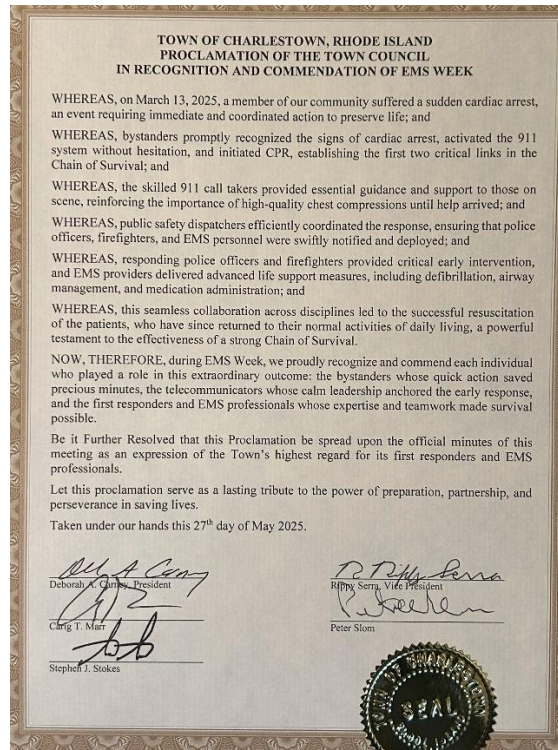 TOWN OF CHARLESTOWN, RHODE ISLAND
PROCLAMATION OF THE TOWN COUNCIL
IN RECOGNITION AND COMMENDATION OF EMS WEEK
WHEREAS, on March 13, 2025, a member of our community suffered a sudden cardiac arrest,
an event requiring immediate and coordinated action to preserve life; and
WHEREAS, bystanders promptly recognized the signs of cardiac arrest, activated the 911
system without hesitation, and initiated CPR, establishing the first two critical links in the
Chain of Survival; and
WHEREAS, the skilled 911 call takers provided essential guidance and support to those on
scene, reinforcing the importance of high-quality chest compressions until help arrived; and
WHEREAS, public safety dispatchers efficiently coordinated the response, ensuring that police
officers, firefighters, and EMS personnel were swiftly notified and deployed; and
WHEREAS, responding police officers and firefighters provided critical early intervention,
and EMS providers delivered advanced life support measures, including defibrillation, airway
management, and medication administration; and
WHEREAS, this seamless collaboration across disciplines led to the successful resuscitation
of the patients, who have since returned to their normal activities of daily living, a powerful
testament to the effectiveness of a strong Chain of Survival.
NOW, THEREFORE, during EMS Week, we proudly recognize and commend each individual
who played a role in this extraordinary outcome: the bystanders whose quick action saved
precious minutes, the telecommunicators whose calm leadership anchored the early response,
and the first responders and EMS professionals whose expertise and teamwork made survival
possible.
Be it Further Resolved that this Proclamation be spread upon the official minutes of this
meeting as an expression of the Town's highest regard for its first responders and EMS
professionals.
Let this proclamation serve as a lasting tribute to the power of preparation, partnership, and
perseverance in saving lives.
Taken under our hands this 27th day of May 2025.
Deborah A. Carney, President
Rippy Serra, Vice President
Carig T. Marr
Peter Slom
Stephen J. Stokes
TOWN OF CHARLESTOWN
SEAL